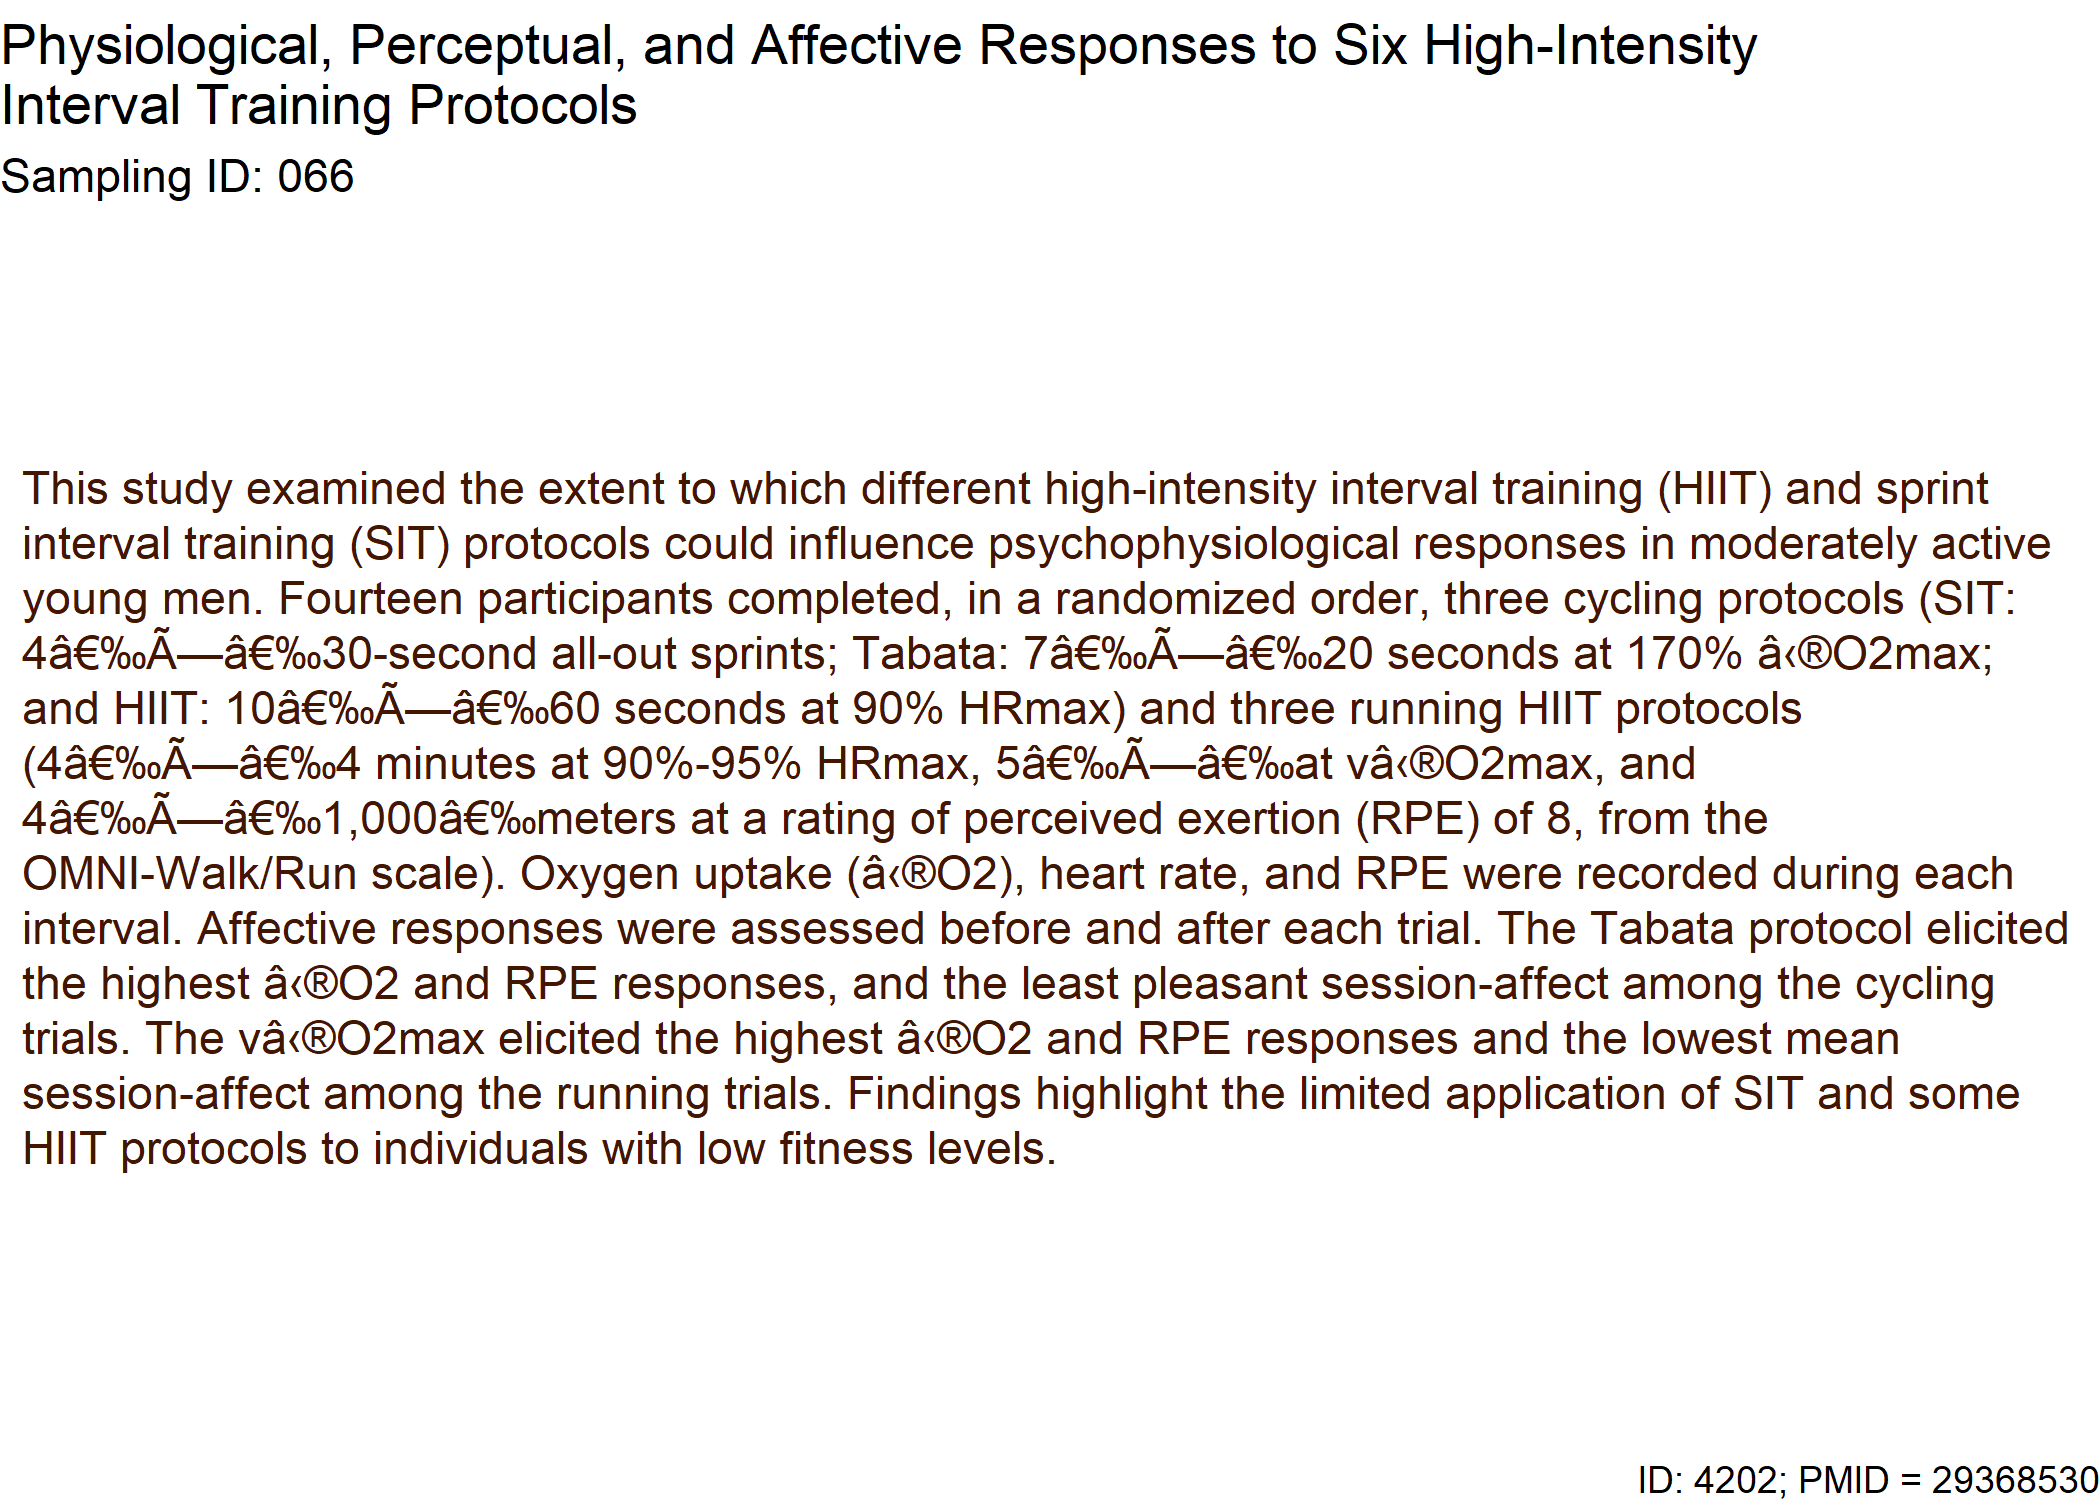 Physiological, Perceptual, and Affective Responses to Six High-Intensity
Interval Training Protocols
Sampling ID: 066
This study examined the extent to which different high-intensity interval training (HIIT) and sprint
interval training (SIT) protocols could influence psychophysiological responses in moderately active
young men. Fourteen participants completed, in a randomized order, three cycling protocols (SIT:
4â€‰Ã—â€‰30-second all-out sprints; Tabata: 7â€‰Ã—â€‰20 seconds at 170% â‹®O2max;
and HIIT: 10â€‰Ã—â€‰60 seconds at 90% HRmax) and three running HIIT protocols
(4â€‰Ã—â€‰4 minutes at 90%-95% HRmax, 5â€‰Ã—â€‰at vâ‹®O2max, and
4â€‰Ã—â€‰1,000â€‰meters at a rating of perceived exertion (RPE) of 8, from the
OMNI-Walk/Run scale). Oxygen uptake (â‹®O2), heart rate, and RPE were recorded during each
interval. Affective responses were assessed before and after each trial. The Tabata protocol elicited
the highest â‹®O2 and RPE responses, and the least pleasant session-affect among the cycling
trials. The vâ‹®O2max elicited the highest â‹®O2 and RPE responses and the lowest mean
session-affect among the running trials. Findings highlight the limited application of SIT and some
HIIT protocols to individuals with low fitness levels.
ID: 4202; PMID = 29368530